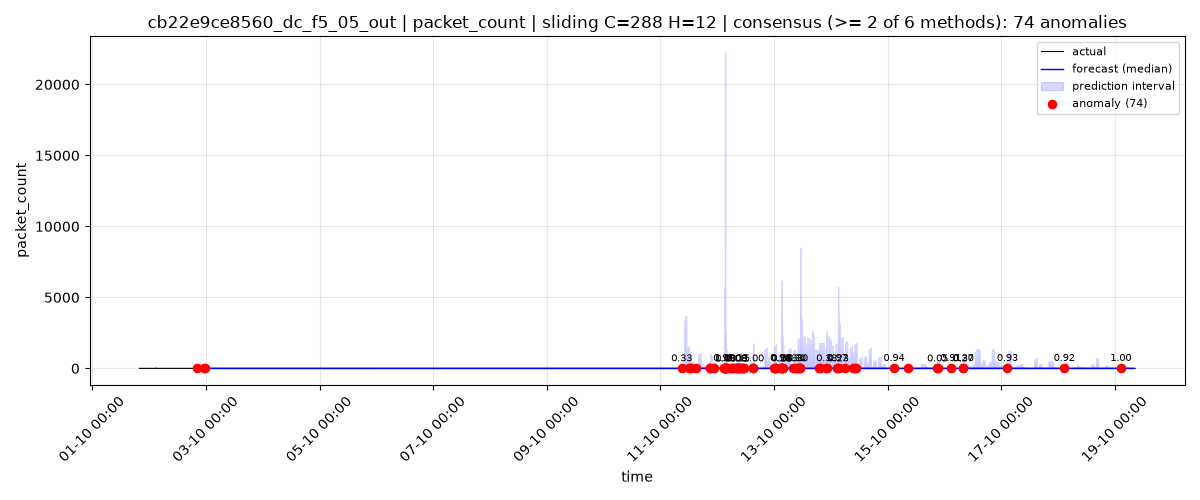 cb22e9ce8560_dc_f5_05_out | packet_count | sliding C=288 H=12 | consensus (>= 2 of 6 methods): 74 anomalies
actual
forecast (median)
prediction interval
anomaly (74)
packet_count
20000
15000
10000
5000
0
0.33
0.94
0.93
0.92
1.00
01-10 00:00
03-10 00:00
05-10 00:00
07-10 00:00
09-10 00:00
11-10 00:00
13-10 00:00
15-10 00:00
17-10 00:00
19-10 00:00
time